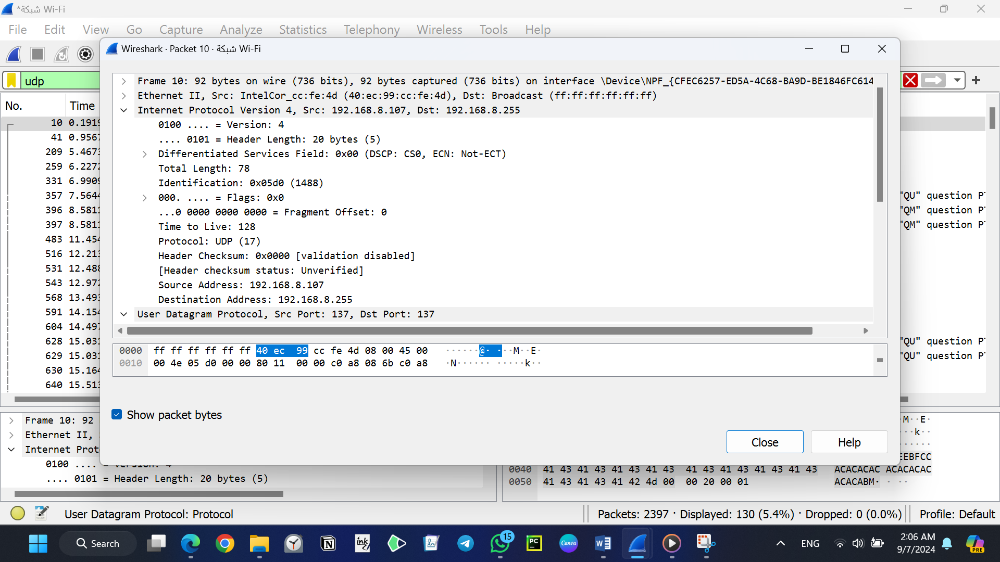 *شبكة Wi-Fi
File Edit View Go Capture Analyze Statistics Telephony Wireless Tools Help
Wireshark · Packet 10 · شبكة Wi-Fi
udp
No. Time
10 0.1919
41 0.9567
209 5.4673
259 6.2272
331 6.9909
357 7.5644
396 8.5811
397 8.5811
483 11.454
516 12.213
531 12.488
543 12.972
568 13.493
591 14.154
604 14.497
628 15.031
629 15.031
630 15.164
640 15.513
Frame 10: 92 bytes on wire (736 bits), 92 bytes captured (736 bits) on interface \Device\NPF_{CFEC6257-ED5A-4C68-BA9D-BE1846FC614
Ethernet II, Src: IntelCor_cc:fe:4d (40:ec:99:cc:fe:4d), Dst: Broadcast (ff:ff:ff:ff:ff:ff)
Internet Protocol Version 4, Src: 192.168.8.107, Dst: 192.168.8.255
0100 .... = Version: 4
.... 0101 = Header Length: 20 bytes (5)
Differentiated Services Field: 0x00 (DSCP: CS0, ECN: Not-ECT)
Total Length: 78
Identification: 0x05d0 (1488)
000. .... = Flags: 0x0
...0 0000 0000 0000 = Fragment Offset: 0
Time to Live: 128
Protocol: UDP (17)
Header Checksum: 0x0000 [validation disabled]
[Header checksum status: Unverified]
Source Address: 192.168.8.107
Destination Address: 192.168.8.255
User Datagram Protocol, Src Port: 137, Dst Port: 137
"QU" question P
"QM" question P
"QM" question P
"QU" question P
"QU" question P
0000 ff ff ff ff ff ff 40 ec 99 cc fe 4d 08 00 45 00 ······@· ···M··E·
0010 00 4e 05 d0 00 00 80 11 00 00 c0 a8 08 6b c0 a8 ·N······ ·····k··
Show packet bytes
Close Help
Frame 10: 92
Ethernet II,
Internet Prot
0100 .... = Version: 4
.... 0101 = Header Length: 20 bytes (5)
·M··E·
···k··
······
EEBFCC
0040 41 43 41 43 41 43 41 43 41 43 41 43 41 43 41 43 ACACACAC ACACACAC
0050 41 43 41 43 41 42 4d 00 00 20 00 01 ACACABM· · ··
User Datagram Protocol: Protocol
Packets: 2397 · Displayed: 130 (5.4%) · Dropped: 0 (0.0%)
Profile: Default
Search
ink
15
PC
Canva
ENG
2:06 AM
9/7/2024
PRE